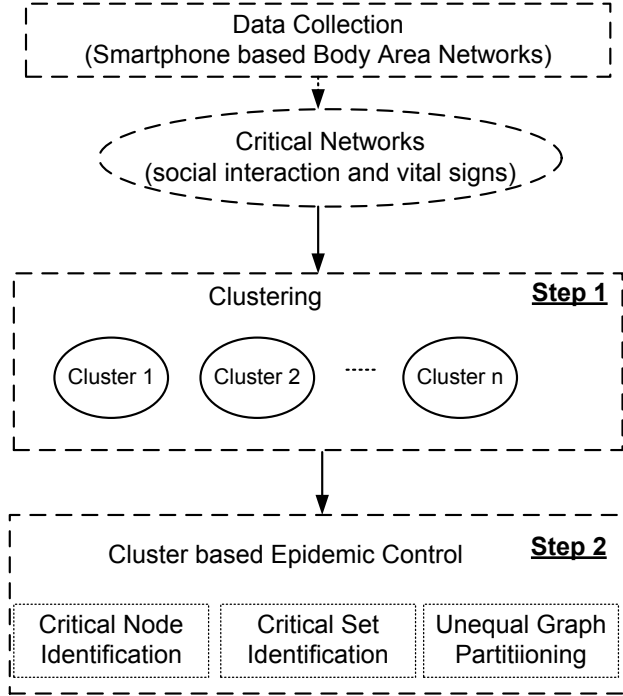 Data Collection
(Smartphone based Body Area Networks)
Critical Networks
(social interaction and vital signs)
Clustering
Step 1
Cluster 1
Cluster 2
Cluster n
Cluster based Epidemic Control
Step 2
Critical Node
Identification
Critical Set
Identification
Unequal Graph
Partitiioning